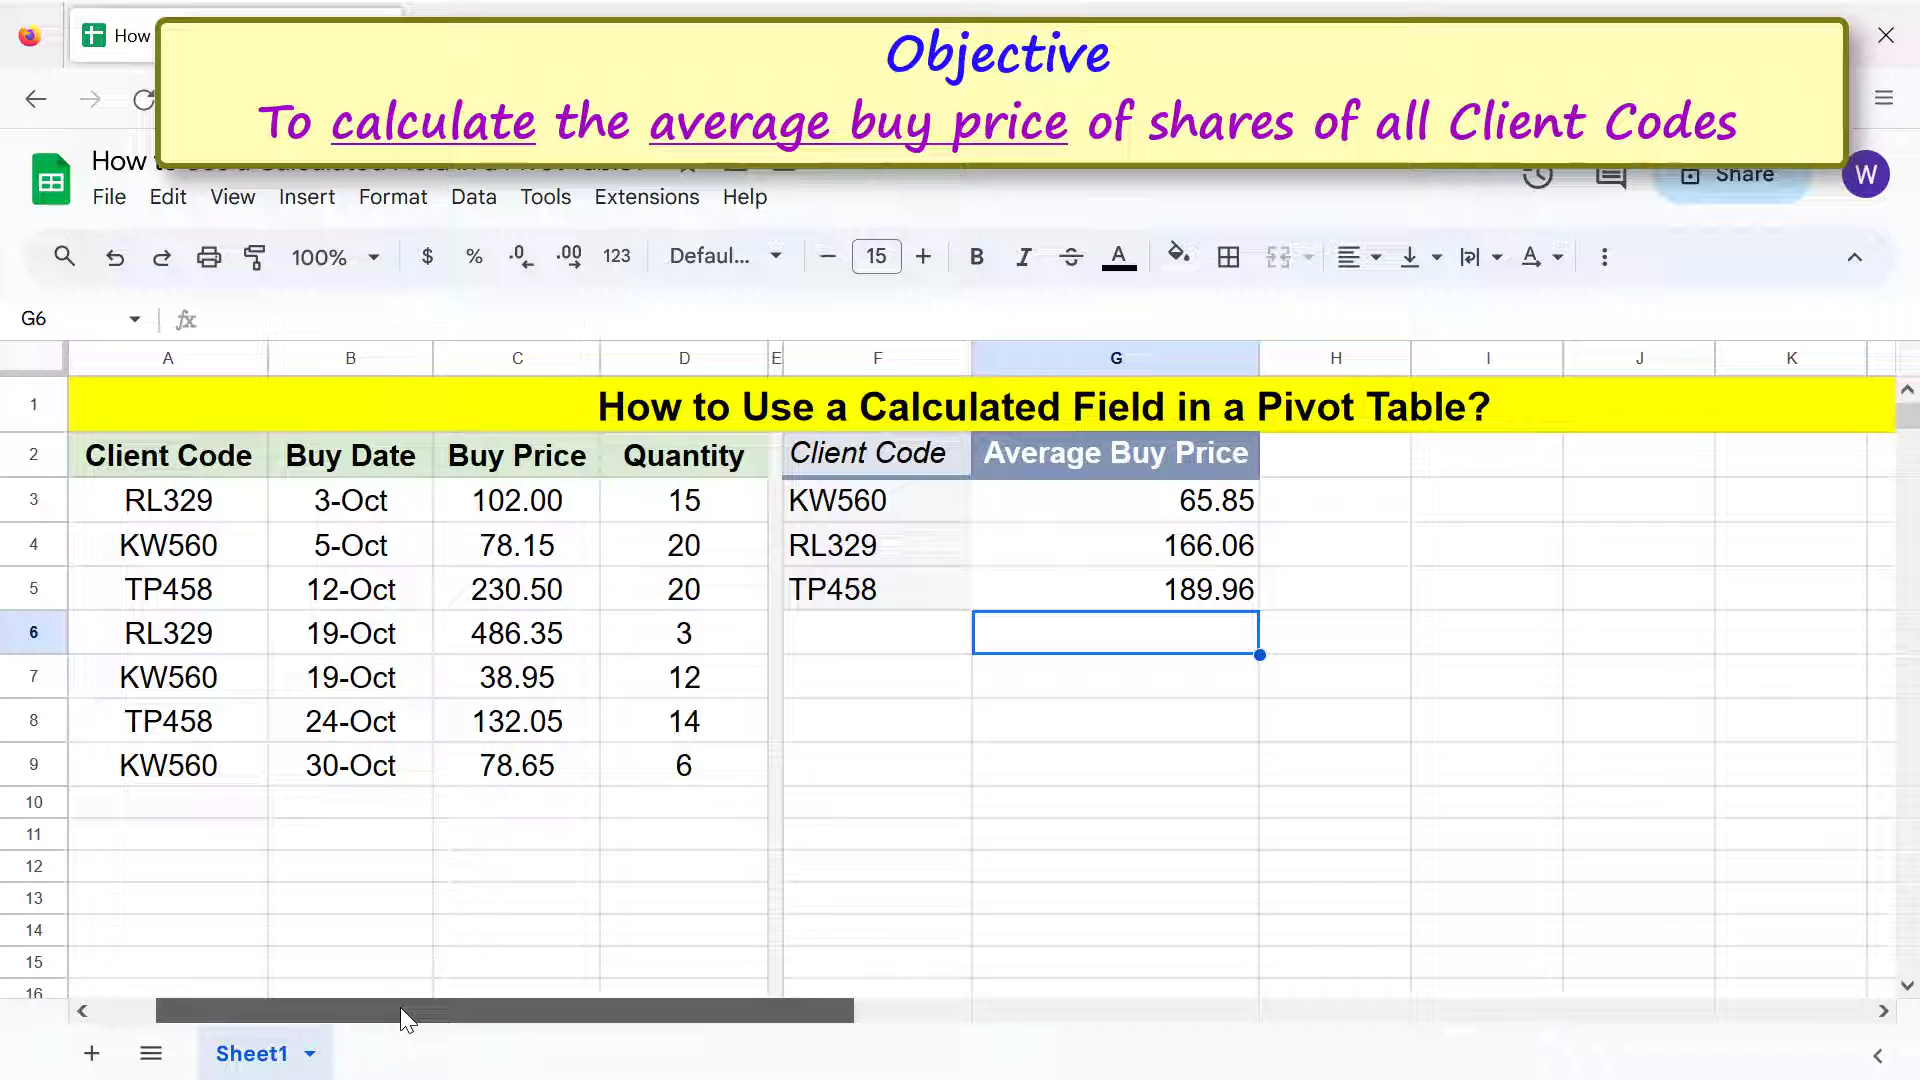 How
Objective
To calculate the average buy price of shares of all Client Codes
W
Share
File Edit View Insert Format Data Tools Extensions Help
100% $ % .0 .00 123 Defaul... 15 B I A A
G6 fx
A B C D E F G H I J K
1 How to Use a Calculated Field in a Pivot Table?
2 Client Code Buy Date Buy Price Quantity Client Code Average Buy Price
3 RL329 3-Oct 102.00 15 KW560 65.85
4 KW560 5-Oct 78.15 20 RL329 166.06
5 TP458 12-Oct 230.50 20 TP458 189.96
6 RL329 19-Oct 486.35 3
7 KW560 19-Oct 38.95 12
8 TP458 24-Oct 132.05 14
9 KW560 30-Oct 78.65 6
10
11
12
13
14
15
16
Sheet1